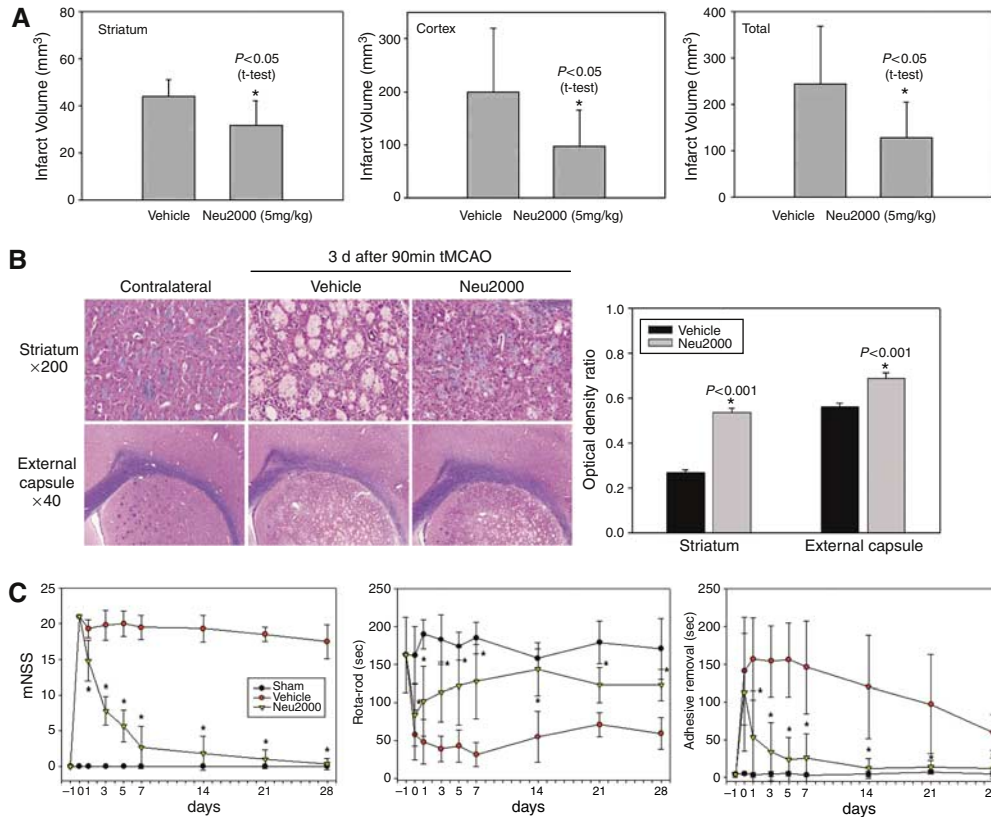 A
Striatum
Infarct Volume (mm3)
60
40
20
0
P<0.05
(t-test)
*
Vehicle Neu2000 (5mg/kg)
Cortex
Infarct Volume (mm3)
300
200
100
0
P<0.05
(t-test)
*
Vehicle Neu2000 (5mg/kg)
Total
Infarct Volume (mm3)
400
300
200
100
0
P<0.05
(t-test)
*
Vehicle Neu2000 (5mg/kg)
B
3 d after 90min tMCAO
Contralateral Vehicle Neu2000
Striatum
×200
External
capsule
×40
Optical density ratio
1.0
0.8
0.6
0.4
0.2
0.0
Vehicle
Neu2000
P<0.001
*
P<0.001
*
Striatum External capsule
C
mNSS
25
20
15
10
5
0
Sham
Vehicle
Neu2000
* * * * * * *
−1 0 1 3 5 7 14 21 28
days
Rota-rod (sec)
250
200
150
100
50
0
* * * * * * *
−1 0 1 3 5 7 14 21 28
days
Adhesive removal (sec)
250
200
150
100
50
0
* * * * * *
−1 0 1 3 5 7 14 21
days